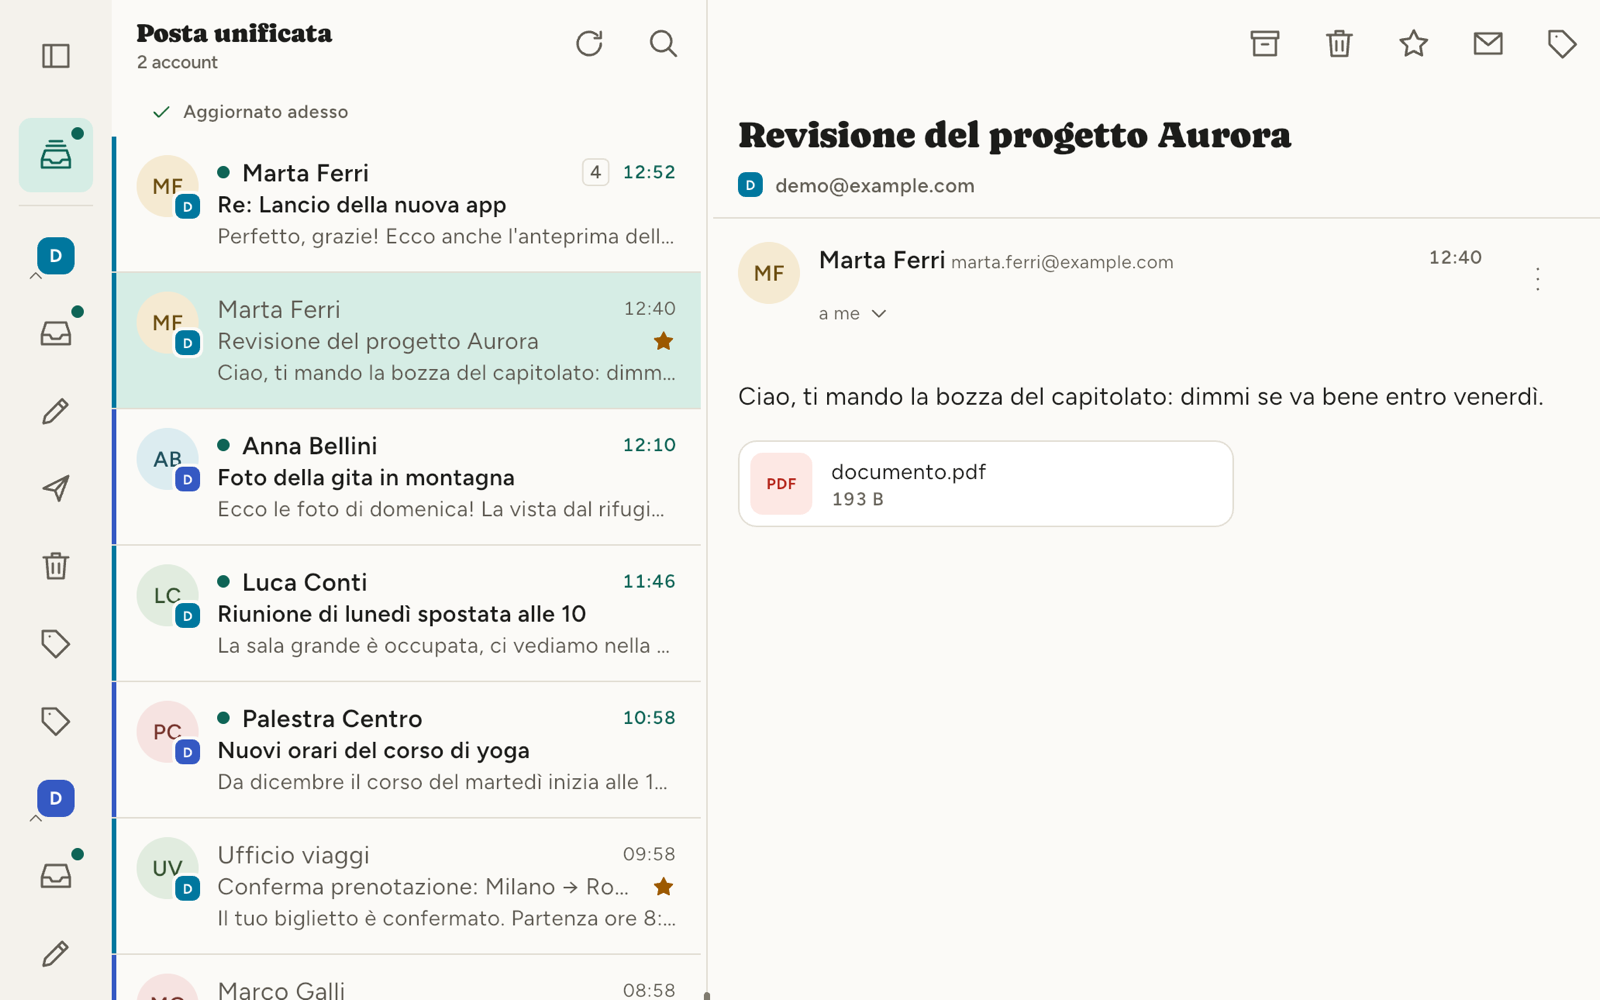 Posta unificata
2 account
Aggiornato adesso
D
D
MF
D
Marta Ferri
4
12:52
Re: Lancio della nuova app
Perfetto, grazie! Ecco anche l'anteprima dell...
MF
D
Marta Ferri
12:40
Revisione del progetto Aurora
Ciao, ti mando la bozza del capitolato: dimm...
AB
D
Anna Bellini
12:10
Foto della gita in montagna
Ecco le foto di domenica! La vista dal rifugi...
LC
D
Luca Conti
11:46
Riunione di lunedì spostata alle 10
La sala grande è occupata, ci vediamo nella ...
PC
D
Palestra Centro
10:58
Nuovi orari del corso di yoga
Da dicembre il corso del martedì inizia alle 1...
UV
D
Ufficio viaggi
09:58
Conferma prenotazione: Milano → Ro...
Il tuo biglietto è confermato. Partenza ore 8:...
Marco Galli
08:58
Revisione del progetto Aurora
D
demo@example.com
MF
Marta Ferri marta.ferri@example.com
12:40
a me
Ciao, ti mando la bozza del capitolato: dimmi se va bene entro venerdì.
PDF
documento.pdf
193 B